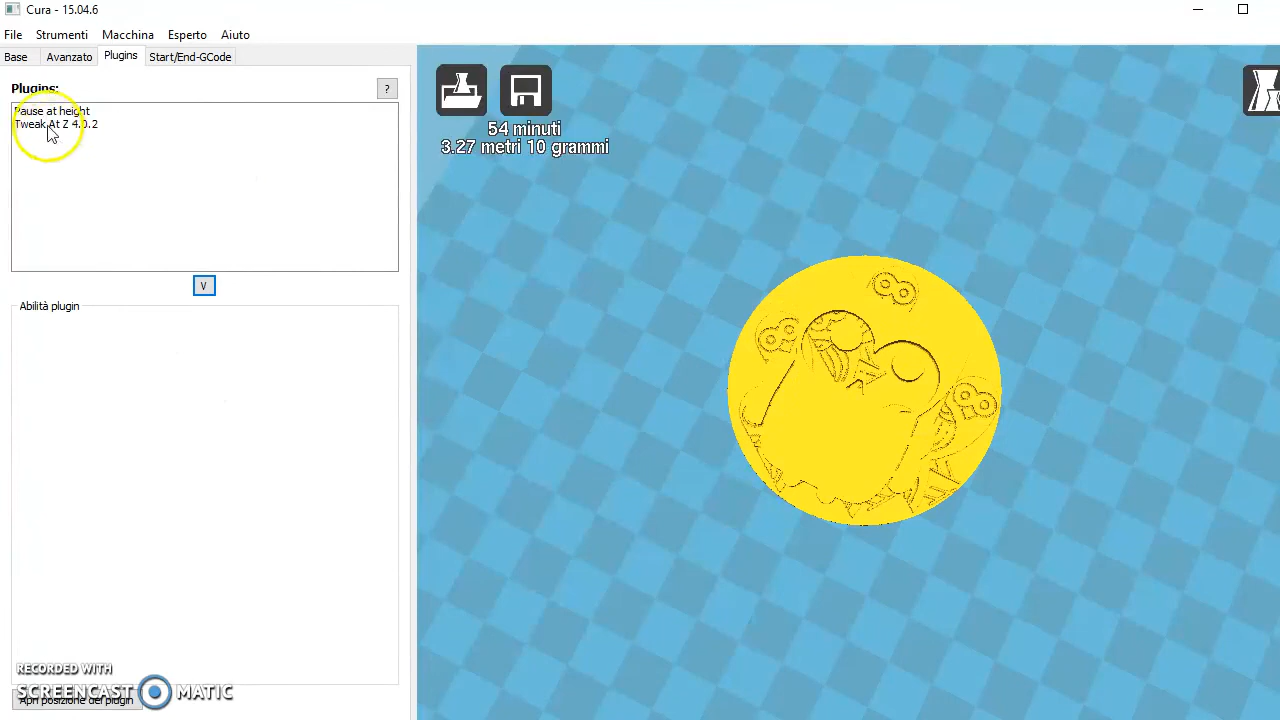 Cura - 15.04.6
File Strumenti Macchina Esperto Aiuto
Base Avanzato Plugins Start/End-GCode
Plugins: ?
Pause at height
Tweak At Z 4.0.2
V
Abilità plugin
54 minuti
3.27 metri 10 grammi
RECORDED WITH
SCREENCAST MATIC
Apri posizione dei plugin